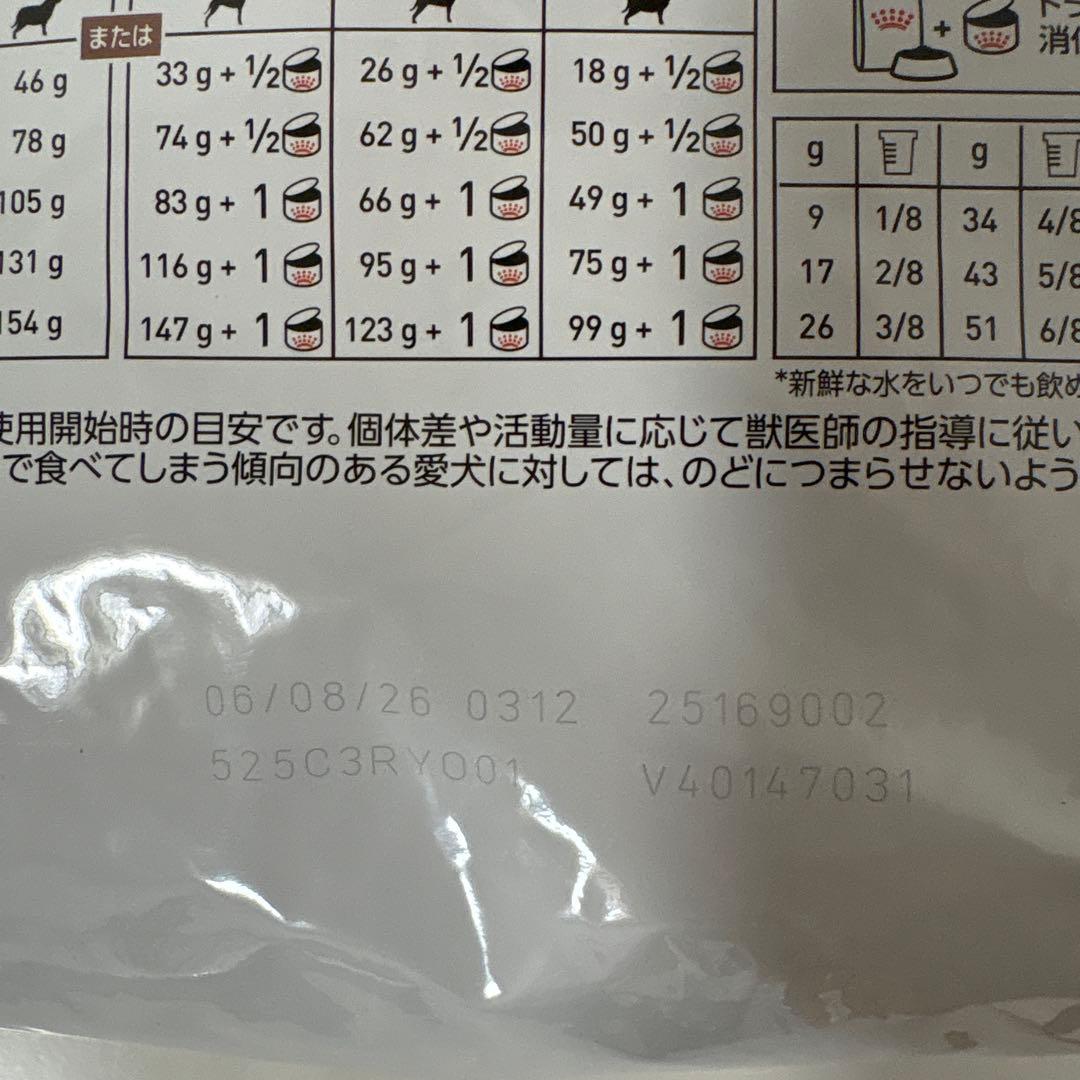 または
46 g 33 g + ½ 26 g + ½ 18 g + ½
78 g 74 g + ½ 62 g + ½ 50 g + ½
105 g 83 g + 1 66 g + 1 49 g + 1
131 g 116 g + 1 95 g + 1 75 g + 1
154 g 147 g + 1 123 g + 1 99 g + 1
+
g g
9 1/8 34 4/8
17 2/8 43 5/8
26 3/8 51 6/8
*新鮮な水をいつでも飲め
使用開始時の目安です。個体差や活動量に応じて獣医師の指導に従い
で食べてしまう傾向のある愛犬に対しては、のどにつまらせないよう
06/08/26 0312 25169002
525C3RY001 V40147031